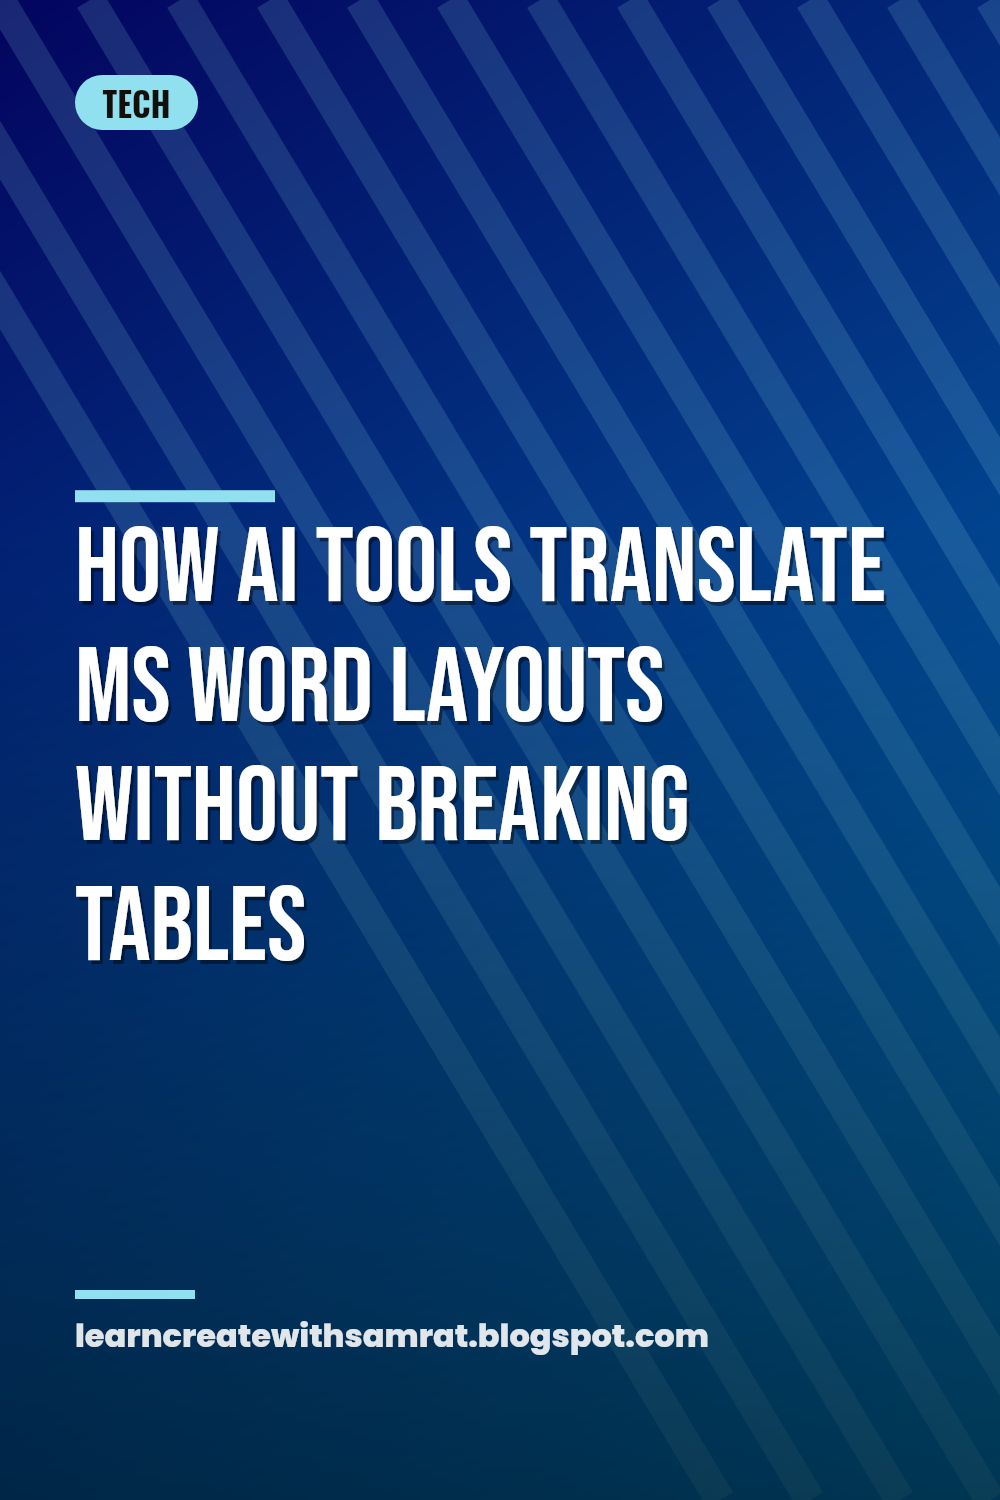 TECH
HOW AI TOOLS TRANSLATE
MS WORD LAYOUTS
WITHOUT BREAKING
TABLES
learncreatewithsamrat.blogspot.com